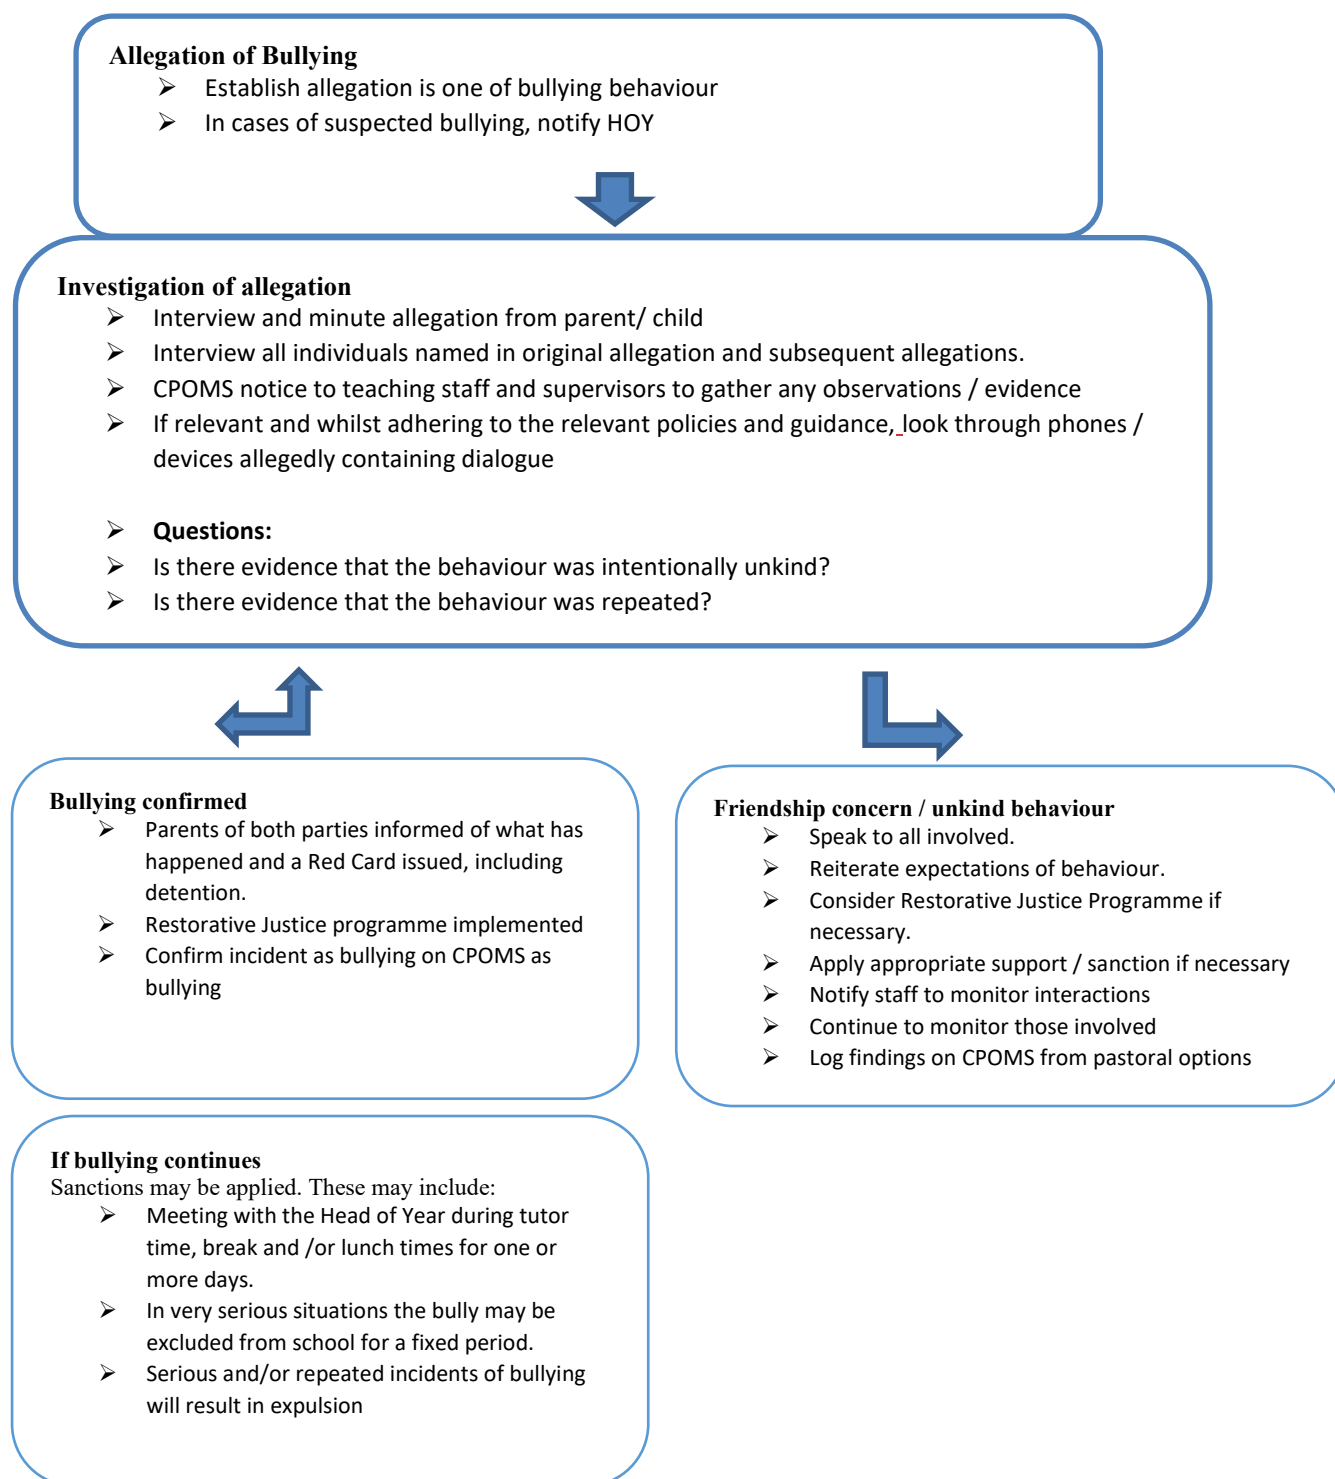 Allegation of Bullying
➢ Establish allegation is one of bullying behaviour
➢ In cases of suspected bullying, notify HOY
Investigation of allegation
➢ Interview and minute allegation from parent/ child
➢ Interview all individuals named in original allegation and subsequent allegations.
➢ CPOMS notice to teaching staff and supervisors to gather any observations / evidence
➢ If relevant and whilst adhering to the relevant policies and guidance, look through phones /
devices allegedly containing dialogue
➢ Questions:
➢ Is there evidence that the behaviour was intentionally unkind?
➢ Is there evidence that the behaviour was repeated?
Bullying confirmed
➢ Parents of both parties informed of what has
happened and a Red Card issued, including
detention.
➢ Restorative Justice programme implemented
➢ Confirm incident as bullying on CPOMS as
bullying
Friendship concern / unkind behaviour
➢ Speak to all involved.
➢ Reiterate expectations of behaviour.
➢ Consider Restorative Justice Programme if
necessary.
➢ Apply appropriate support / sanction if necessary
➢ Notify staff to monitor interactions
➢ Continue to monitor those involved
➢ Log findings on CPOMS from pastoral options
If bullying continues
Sanctions may be applied. These may include:
➢ Meeting with the Head of Year during tutor
time, break and /or lunch times for one or
more days.
➢ In very serious situations the bully may be
excluded from school for a fixed period.
➢ Serious and/or repeated incidents of bullying
will result in expulsion